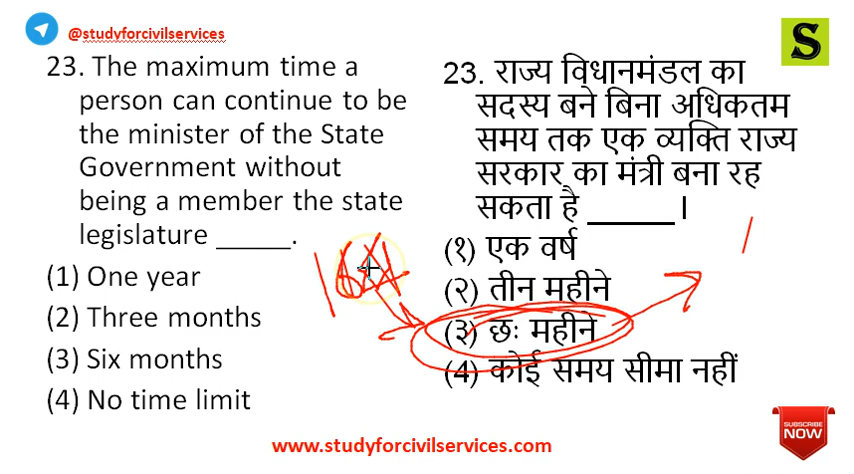 @studyforcivilservices
S
23. The maximum time a
person can continue to be
the minister of the State
Government without
being a member the state
legislature _____.
(1) One year
(2) Three months
(3) Six months
(4) No time limit
23. राज्य विधानमंडल का
सदस्य बने बिना अधिकतम
समय तक एक व्यक्ति राज्य
सरकार का मंत्री बना रह
सकता है ______ ।
(१) एक वर्ष
(२) तीन महीने
(३) छः महीने
(4) कोई समय सीमा नहीं
SUBSCRIBE
NOW
www.studyforcivilservices.com